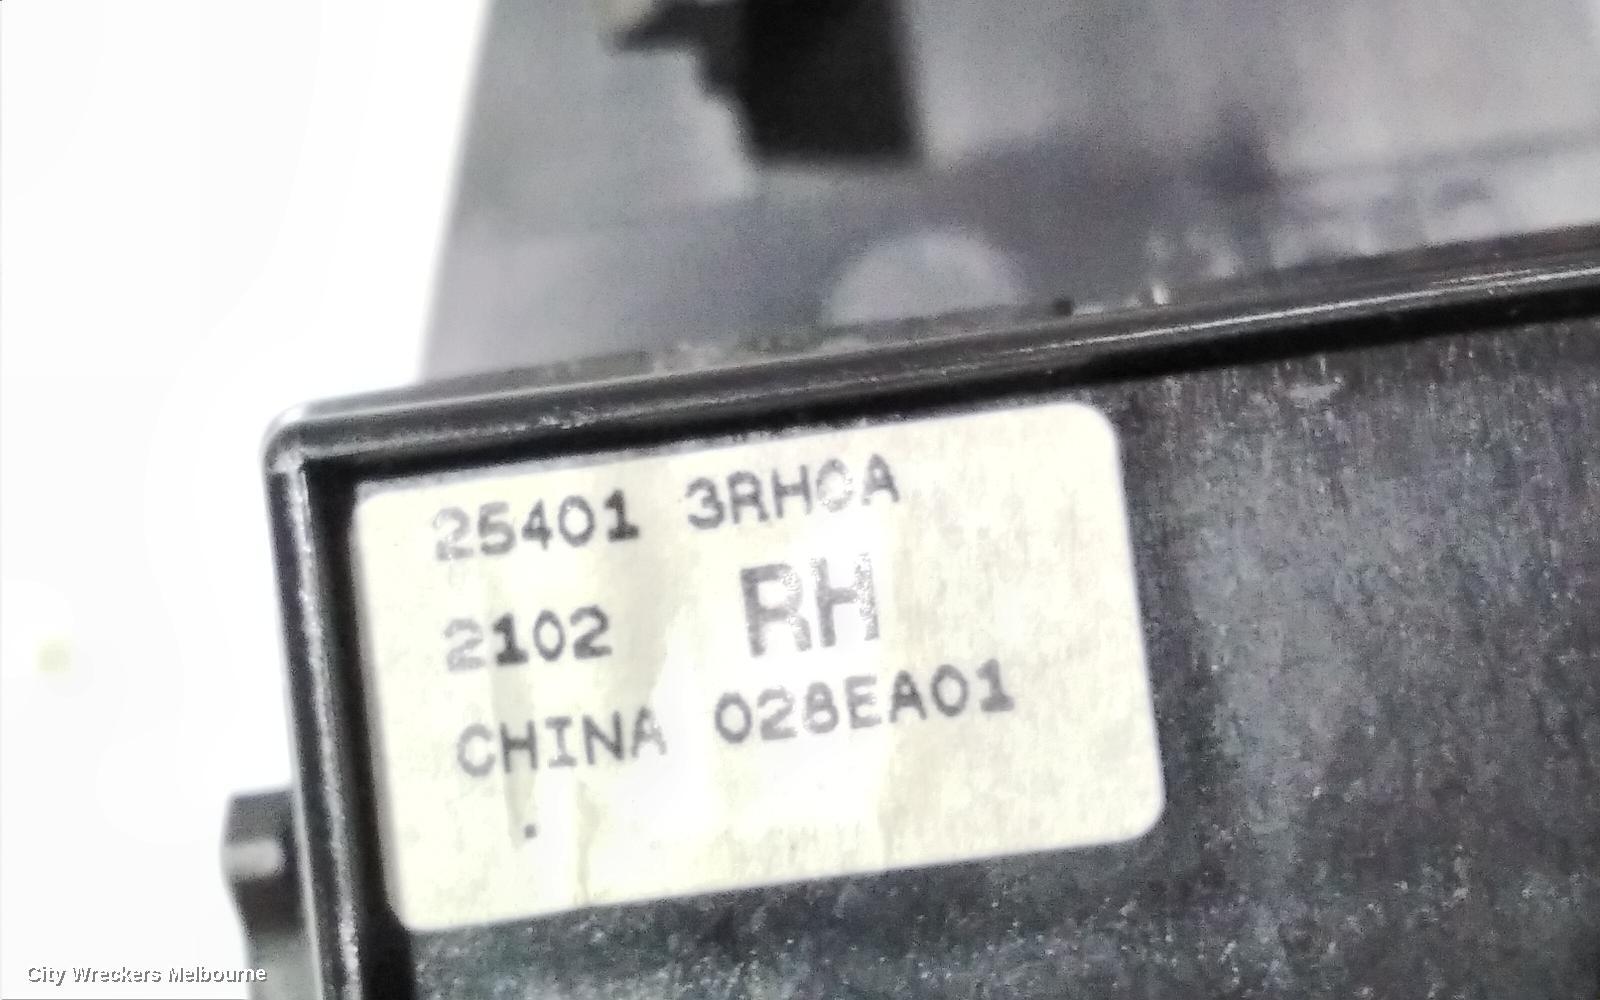 25401 3RH0A
2102 RH
CHINA 028EA01
City Wreckers Melbourne